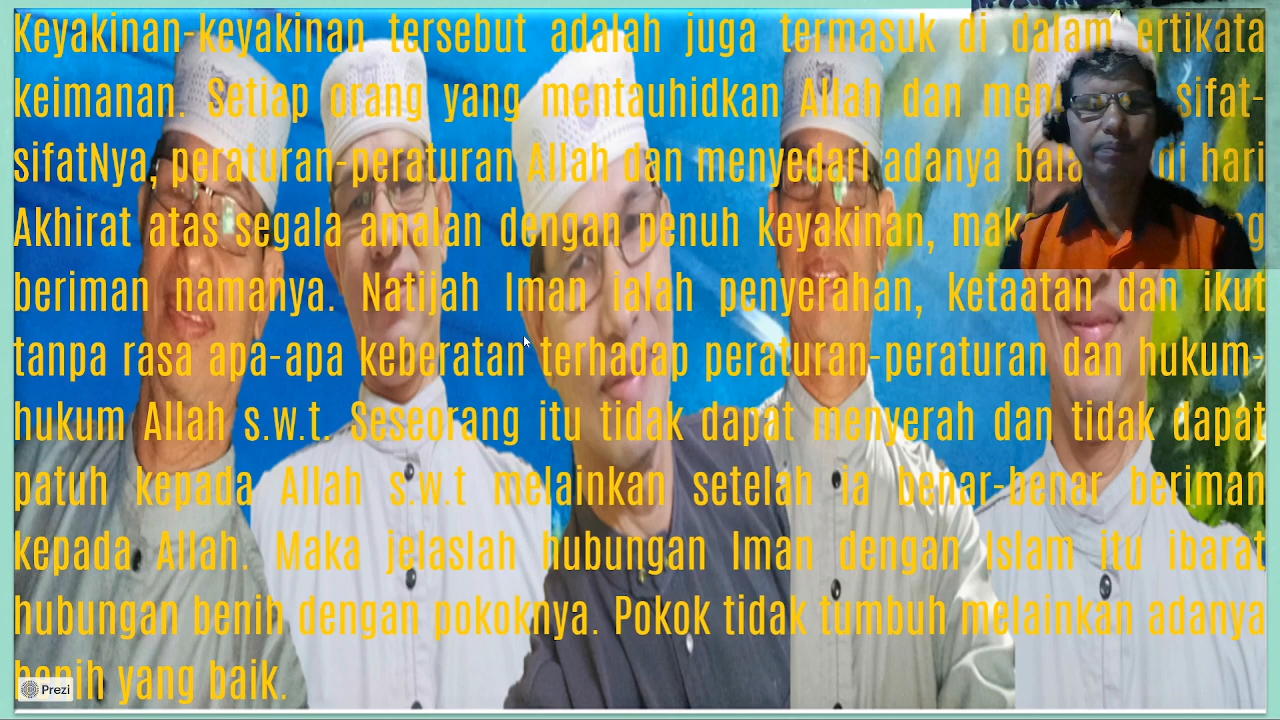 Keyakinan-keyakinan tersebut adalah juga termasuk di dalam ertikata
keimanan. Setiap orang yang mentauhidkan Allah dan sifat-
sifatNya, peraturan-peraturan Allah dan menyedari adanya di hari
Akhirat atas segala amalan dengan penuh keyakinan,
beriman namanya. Natijah Iman ialah penyerahan, ketaatan dan ikut
tanpa rasa apa-apa keberatan terhadap peraturan-peraturan dan hukum-
hukum Allah s.w.t. Seseorang itu tidak dapat menyerah dan tidak dapat
patuh kepada Allah s.w.t melainkan setelah ia benar-benar beriman
kepada Allah. Maka jelaslah hubungan Iman dengan Islam itu ibarat
hubungan benih dengan pokoknya. Pokok tidak tumbuh melainkan adanya
benih yang baik.
Prezi